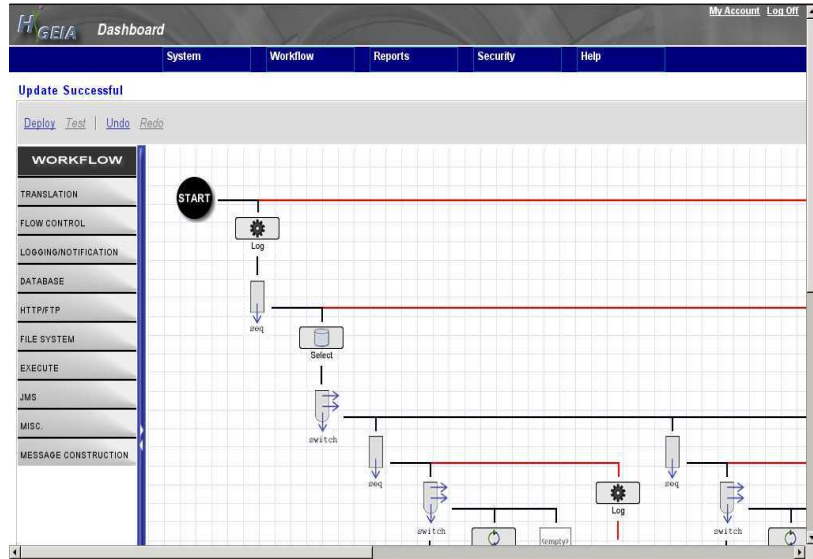 HGEIA Dashboard
My Account Log Off
System Workflow Reports Security Help
Update Successful
Deploy Test | Undo Redo
WORKFLOW
TRANSLATION
FLOW CONTROL
LOGGING/NOTIFICATION
DATABASE
HTTP/FTP
FILE SYSTEM
EXECUTE
JMS
MISC.
MESSAGE CONSTRUCTION
START
Log
seq
Select
switch
seq
seq
Log
switch
<empty>
switch